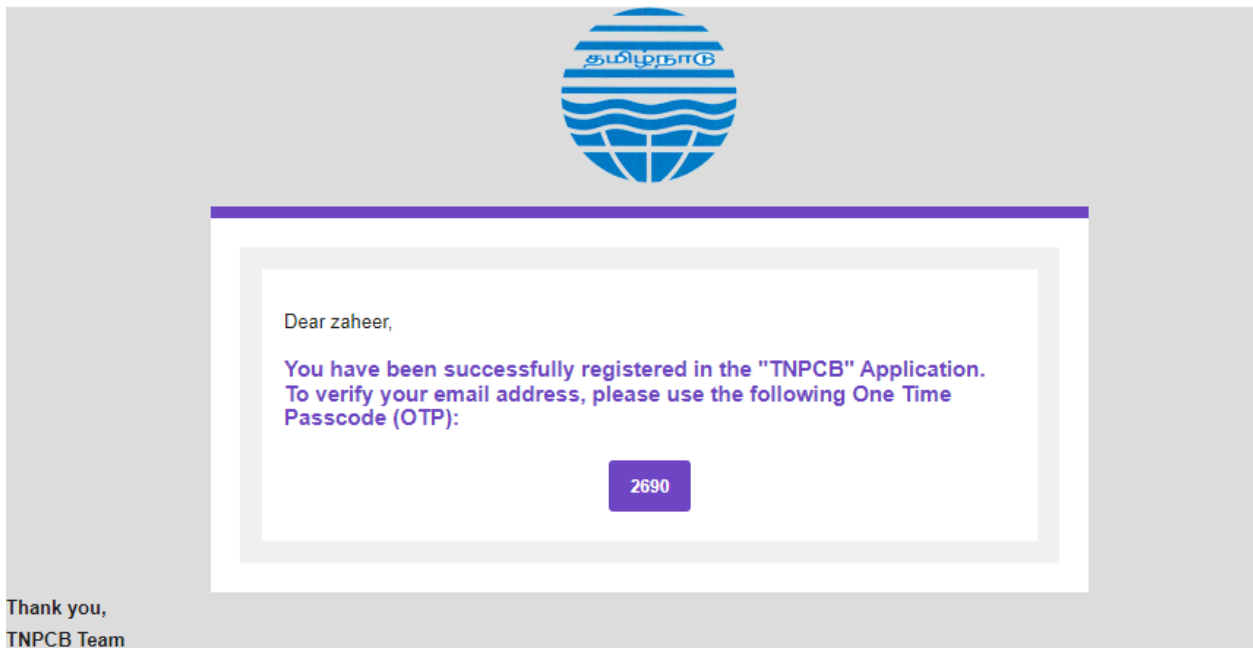 தமிழ்நாடு
Dear zaheer,
You have been successfully registered in the "TNPCB" Application.
To verify your email address, please use the following One Time
Passcode (OTP):
2690
Thank you,
TNPCB Team